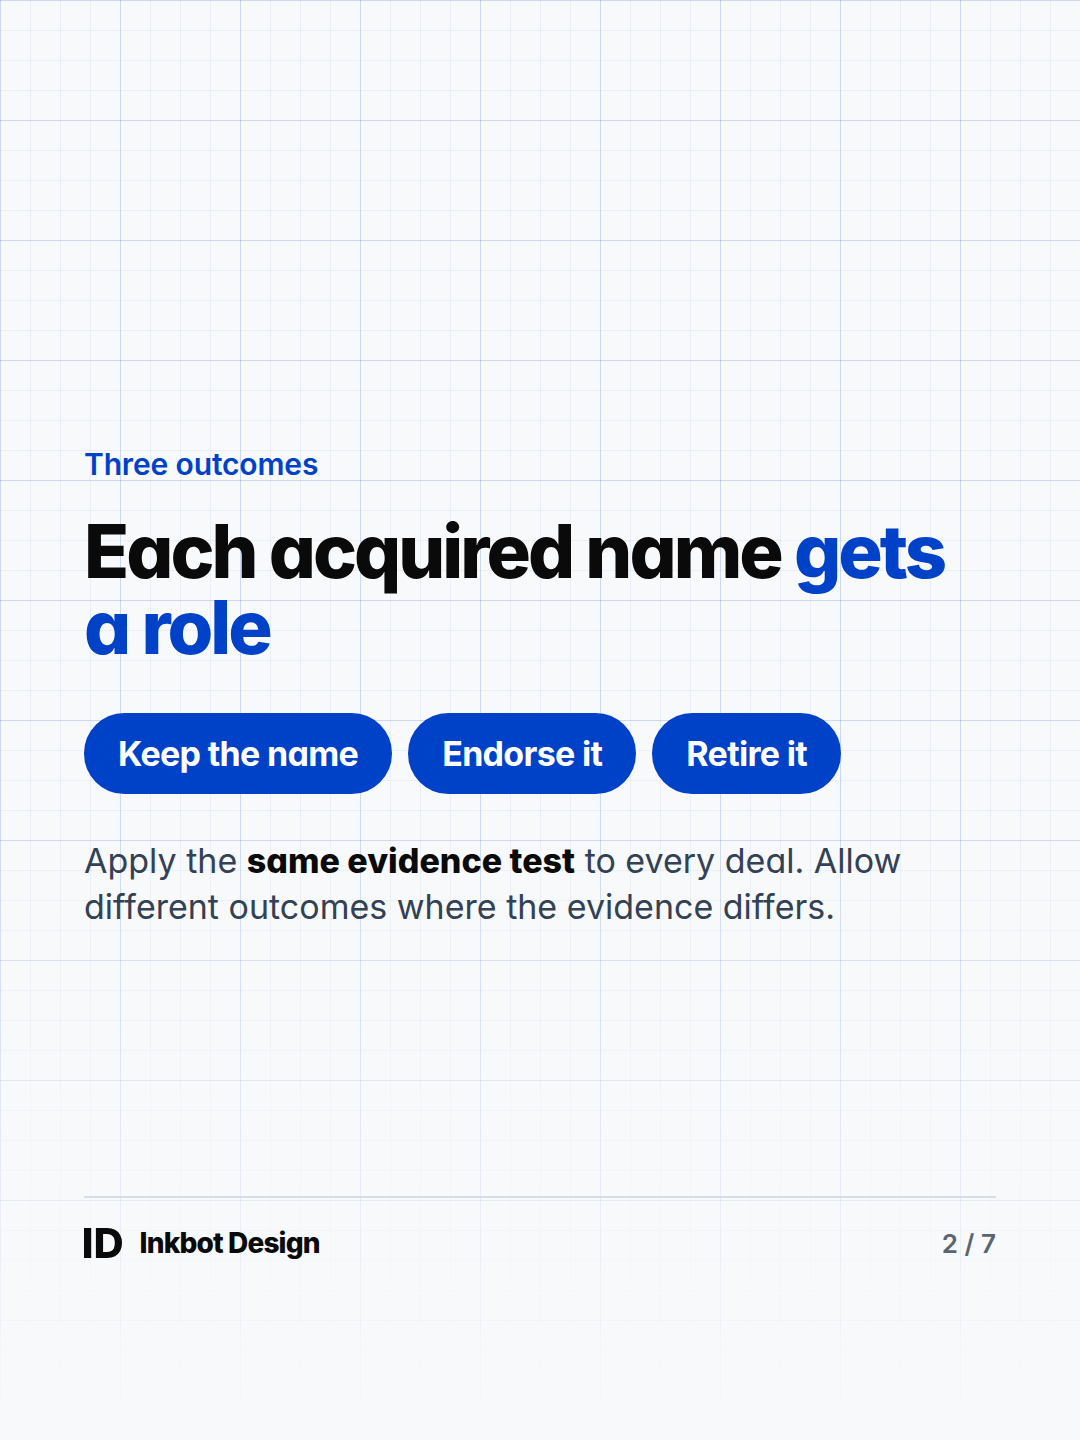 Three outcomes
Each acquired name gets
a role
Keep the name
Endorse it
Retire it
Apply the same evidence test to every deal. Allow
different outcomes where the evidence differs.
ID Inkbot Design
2 / 7